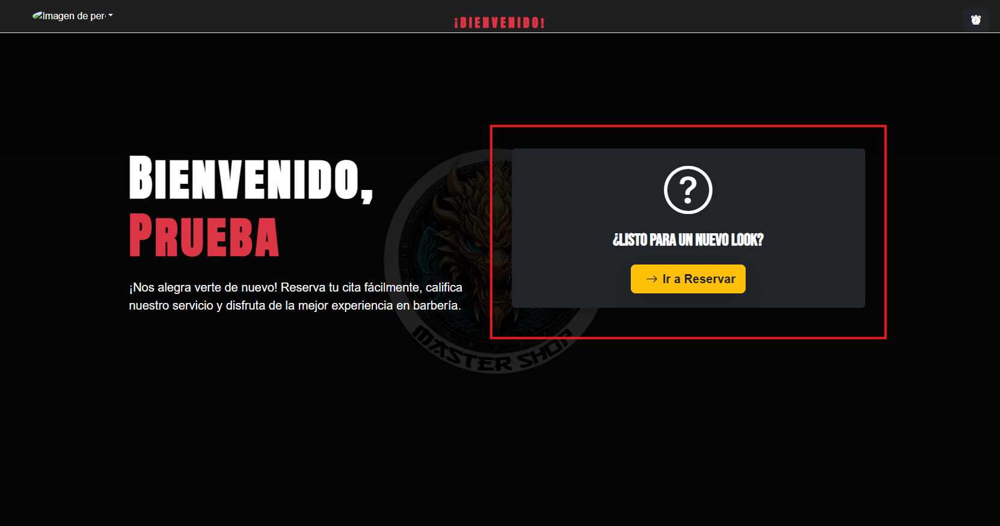 Imagen de per
¡BIENVENIDO!
BIENVENIDO,
PRUEBA
¡Nos alegra verte de nuevo! Reserva tu cita fácilmente, califica
nuestro servicio y disfruta de la mejor experiencia en barbería.
MASTER SHOP
?
¿LISTO PARA UN NUEVO LOOK?
→ Ir a Reservar